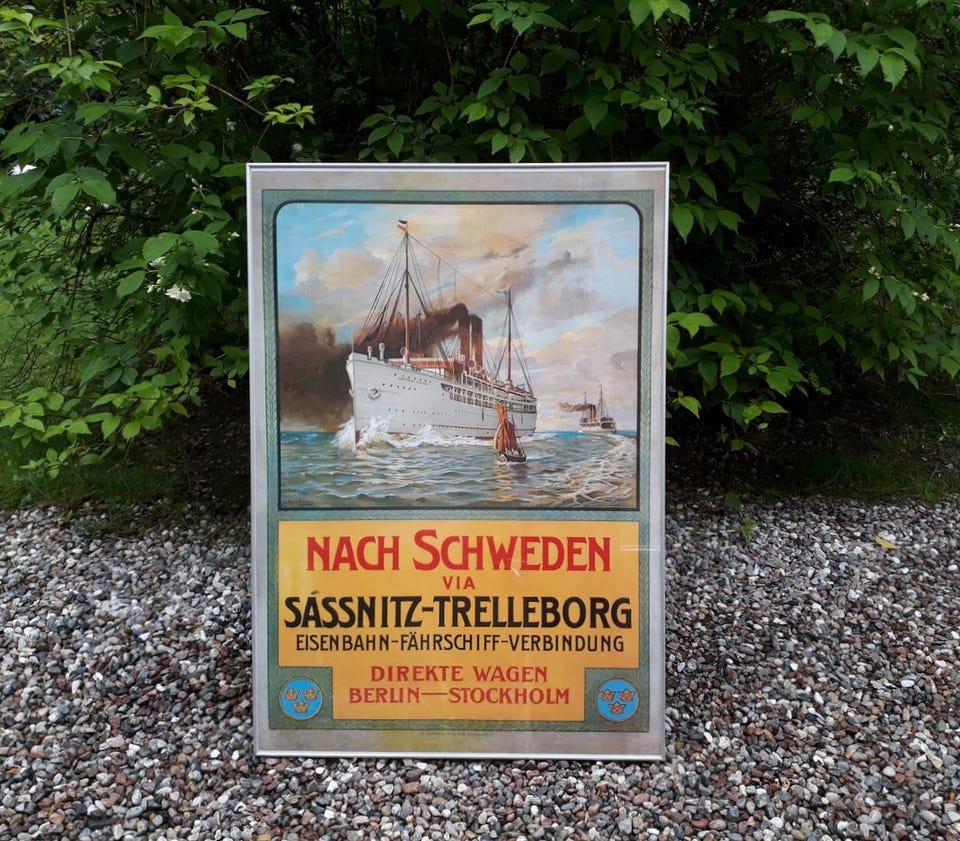 NACH SCHWEDEN
VIA
SASSNITZ-TRELLEBORG
EISENBAHN-FÄHRSCHIFF-VERBINDUNG
DIREKTE WAGEN
BERLIN—STOCKHOLM